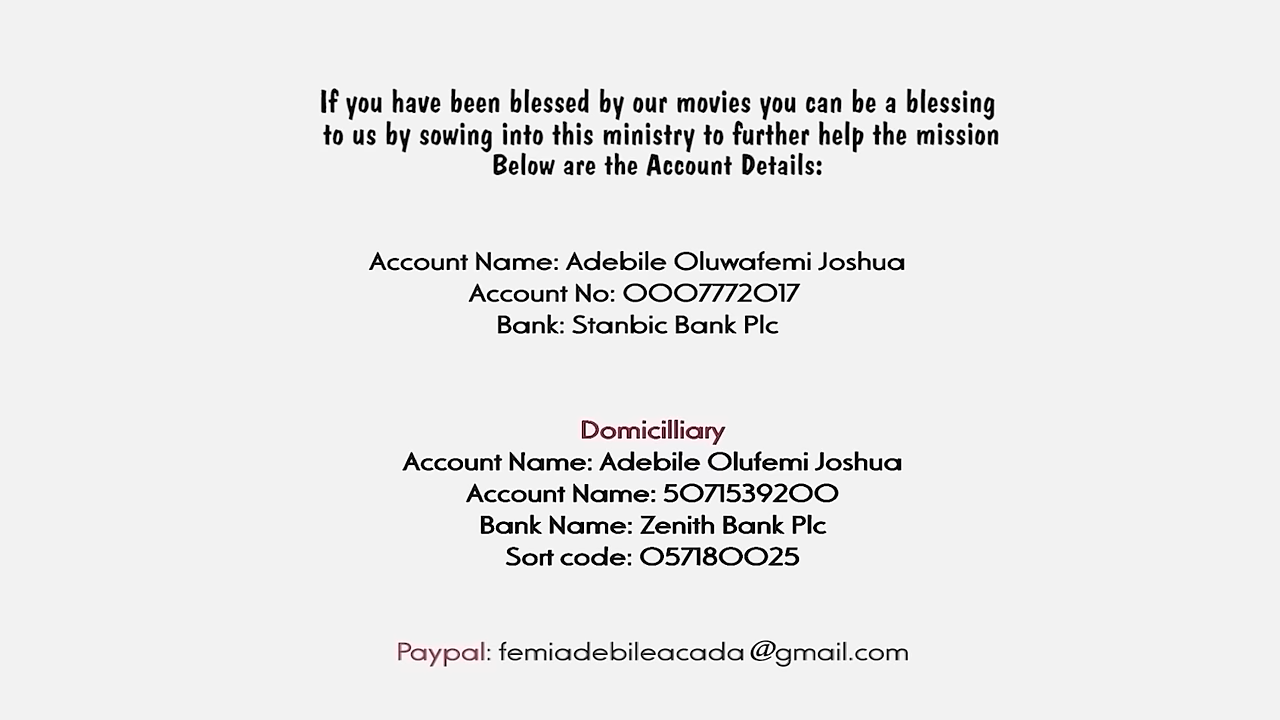 If you have been blessed by our movies you can be a blessing
to us by sowing into this ministry to further help the mission
Below are the Account Details:
Account Name: Adebile Oluwafemi Joshua
Account No: 0007772017
Bank: Stanbic Bank Plc
Domicilliary
Account Name: Adebile Olufemi Joshua
Account Name: 5071539200
Bank Name: Zenith Bank Plc
Sort code: 057180025
Paypal: femiadebileacada@gmail.com